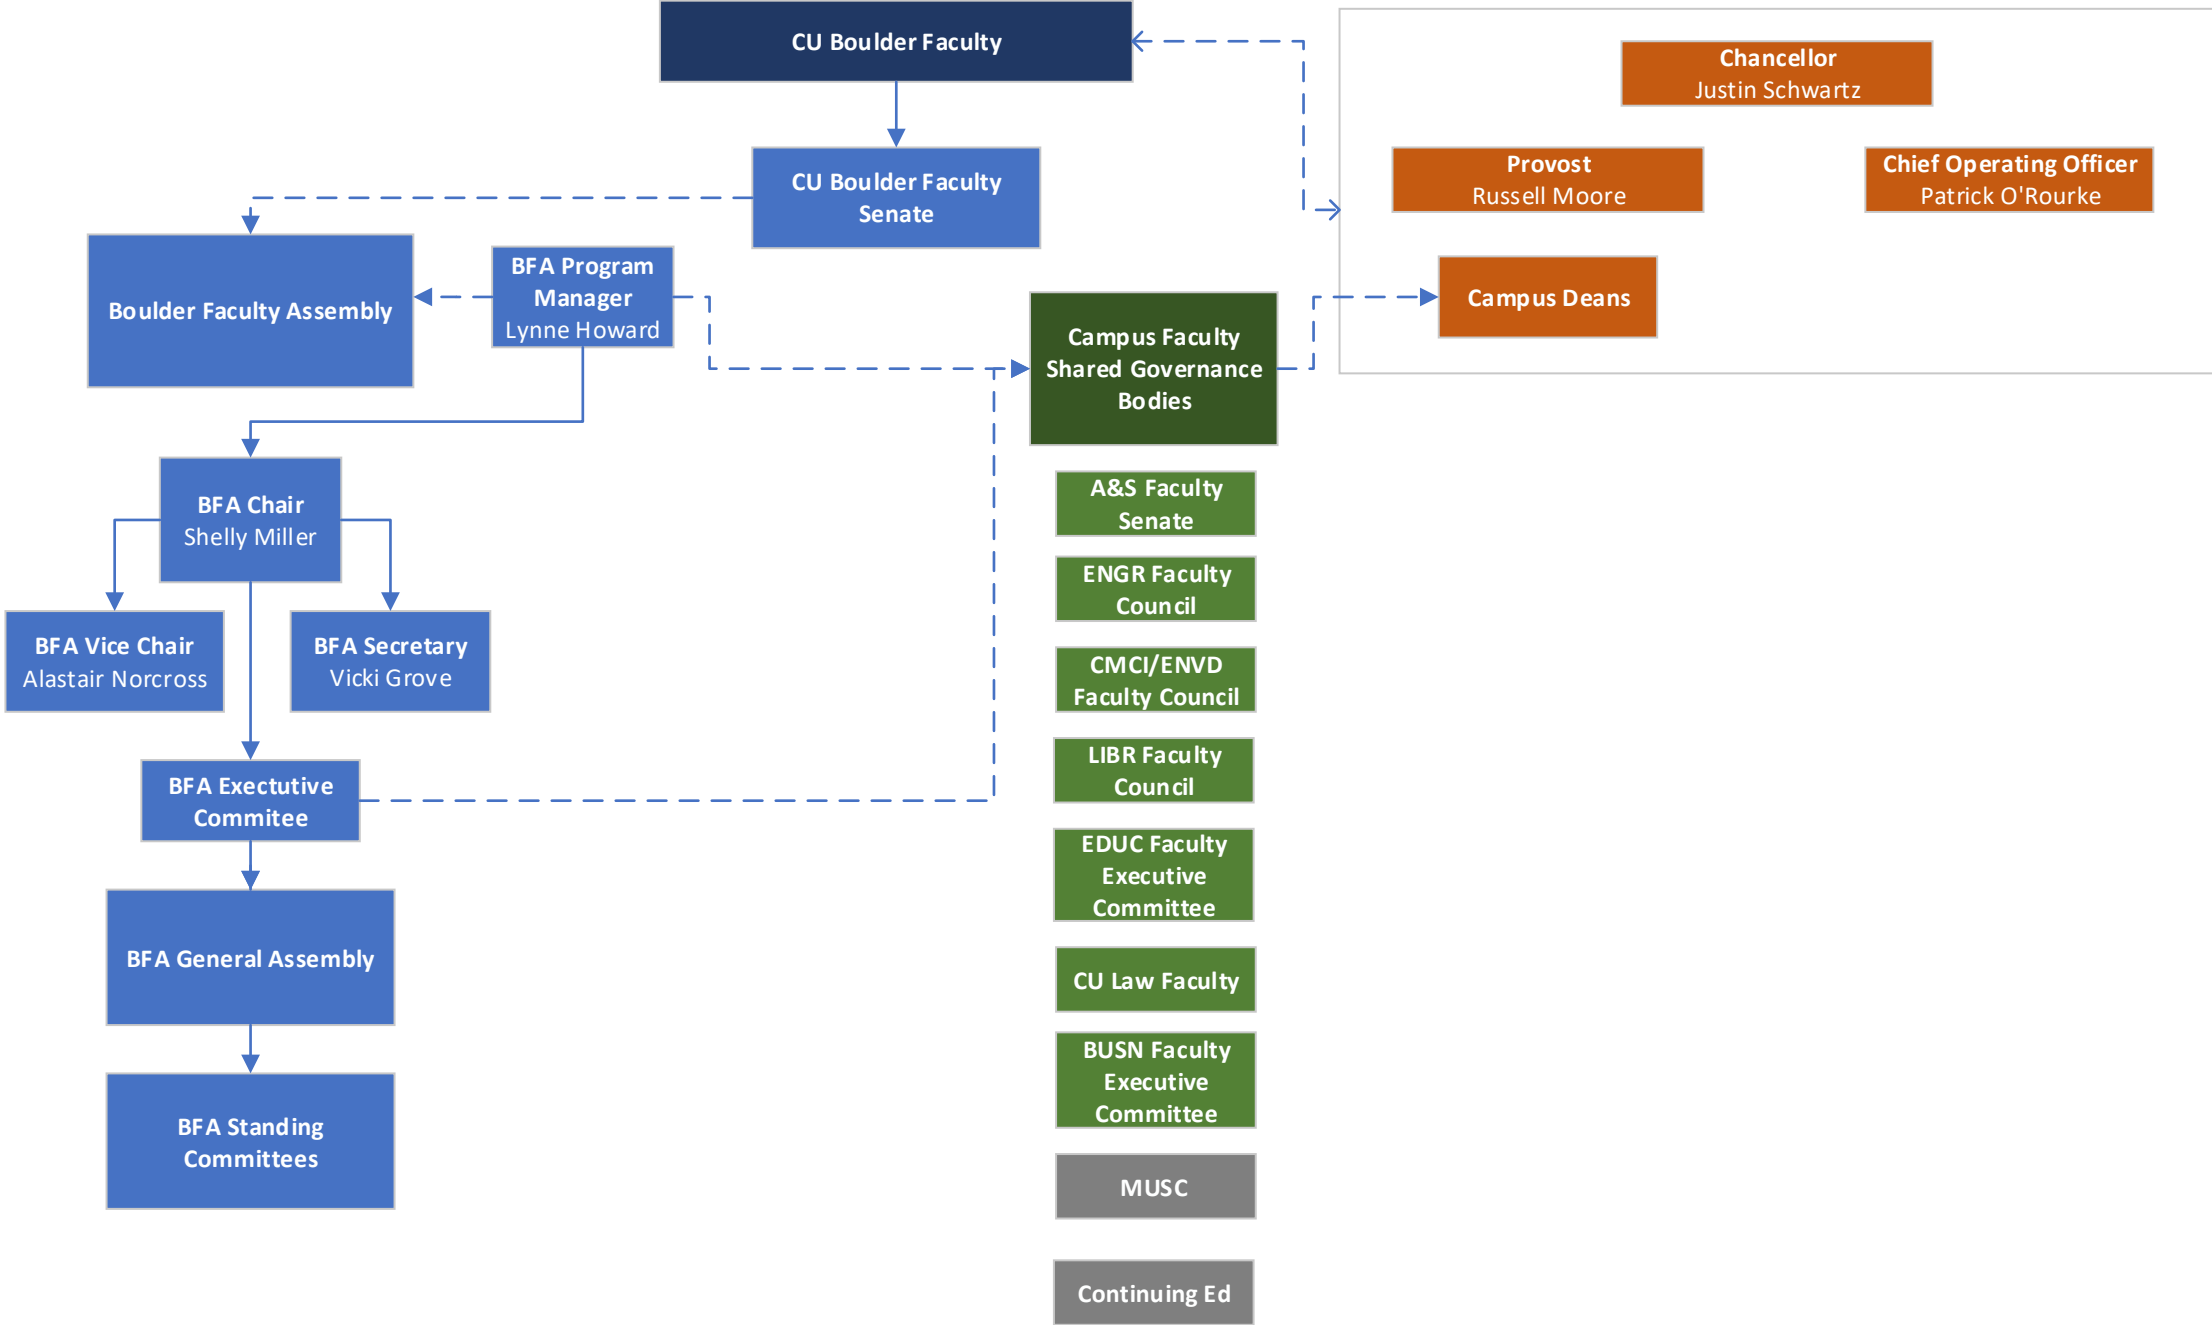 CU Boulder Faculty
Chancellor
Justin Schwartz
CU Boulder Faculty
Senate
Provost
Russell Moore
Chief Operating Officer
Patrick O'Rourke
Boulder Faculty Assembly
BFA Program
Manager
Lynne Howard
Campus Faculty
Shared Governance
Bodies
Campus Deans
BFA Chair
Shelly Miller
BFA Vice Chair
Alastair Norcross
BFA Secretary
Vicki Grove
BFA Exectutive
Commitee
BFA General Assembly
BFA Standing
Committees
A&S Faculty
Senate
ENGR Faculty
Council
CMCI/ENVD
Faculty Council
LIBR Faculty
Council
EDUC Faculty
Executive
Committee
CU Law Faculty
BUSN Faculty
Executive
Committee
MUSC
Continuing Ed